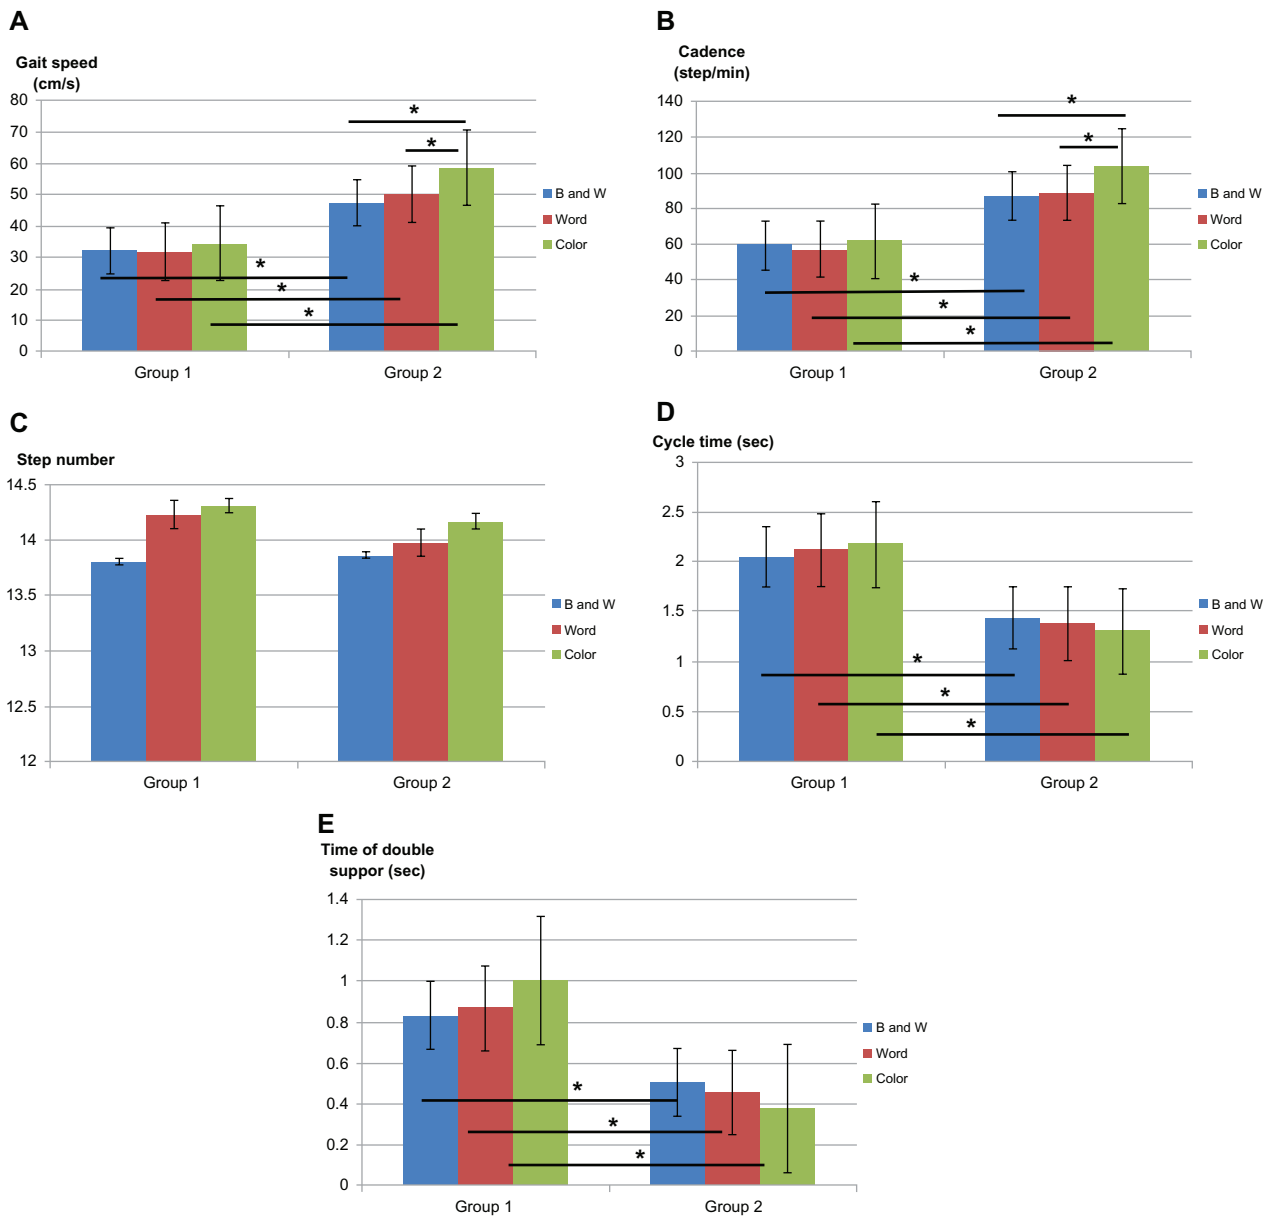 A
Gait speed
(cm/s)
80
70
60
50
40
30
20
10
0
*
*
*
*
*
Group 1
Group 2
B and W
Word
Color
B
Cadence
(step/min)
140
120
100
80
60
40
20
0
*
*
*
*
*
Group 1
Group 2
B and W
Word
Color
C
Step number
14.5
14
13.5
13
12.5
12
Group 1
Group 2
B and W
Word
Color
D
Cycle time (sec)
3
2.5
2
1.5
1
0.5
0
*
*
*
Group 1
Group 2
B and W
Word
Color
E
Time of double
suppor (sec)
1.4
1.2
1
0.8
0.6
0.4
0.2
0
*
*
*
Group 1
Group 2
B and W
Word
Color